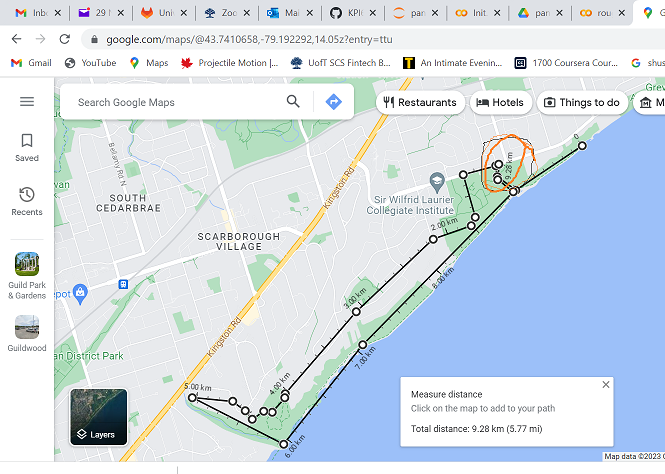 Inbo
29 !
Uni
Zoo
Mai
KPI
par
Init
par
rou
G
google.com/maps/@43.7410658,-79.192292,14.05z?entry=ttu
Gmail
YouTube
Maps
Projectile Motion |...
UofT SCS Fintech B...
An Intimate Evenin...
1700 Coursera Cour...
shus
Search Google Maps
Restaurants
Hotels
Things to do
M
Saved
Recents
Guild Park
& Gardens
Guildwood
Layers
Bellamy Rd N
SOUTH
CEDARBRAE
SCARBOROUGH
VILLAGE
Kingston Rd
Kingston Rd
Sir Wilfrid Laurier
Collegiate Institute
Grey
van
epot
an District Park
0
9.28 km
2.00 km
8.00 km
3.00 km
7.00 km
4.00 km
5.00 km
6.00 km
Measure distance
Click on the map to add to your path
Total distance: 9.28 km (5.77 mi)
Map data ©2023 G